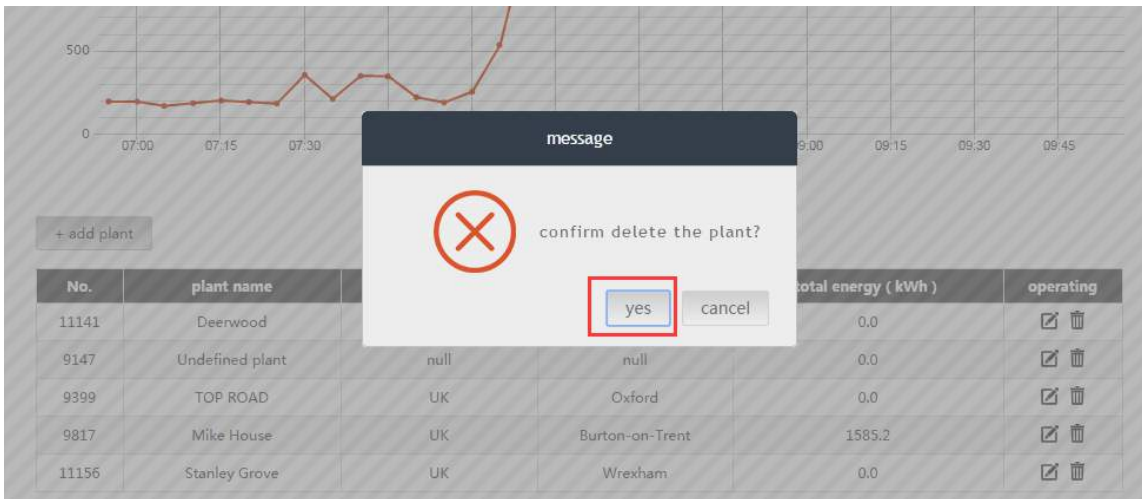 500
0
07:00 07:15 07:30 9:00 09:15 09:30 09:45
message
confirm delete the plant?
yes cancel
+ add plant
No. plant name total energy ( kWh ) operating
11141 Deerwood 0.0
9147 Undefined plant null null 0.0
9399 TOP ROAD UK Oxford 0.0
9817 Mike House UK Burton-on-Trent 1585.2
11156 Stanley Grove UK Wrexham 0.0